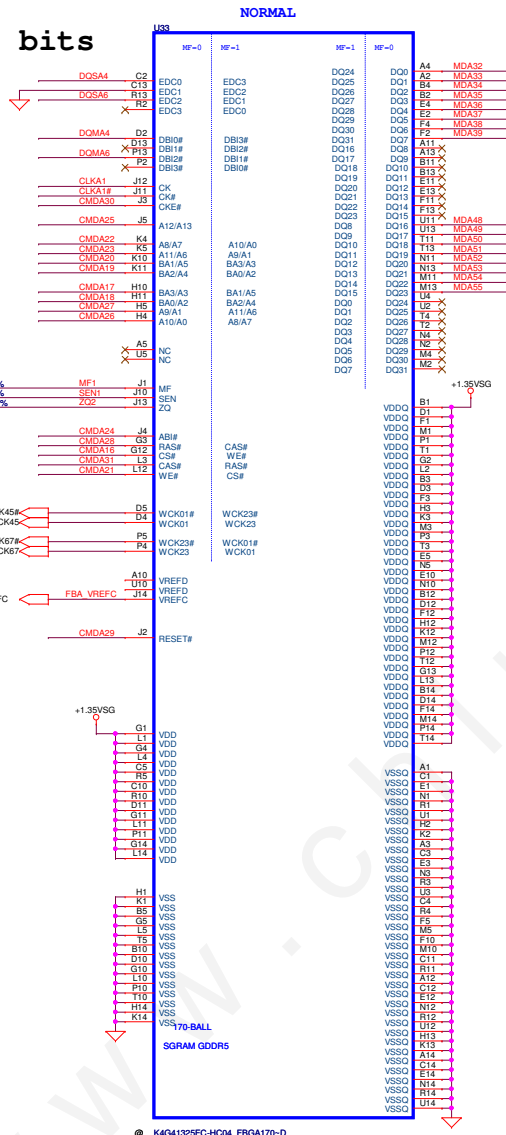 NORMAL
bits
U33
MF=0 MF=1 MF=1 MF=0
DQSA4 C2 EDC0 EDC3
C13 EDC1 EDC2
DQSA6 R13 EDC2 EDC1
R2 EDC3 EDC0
DQMA4 D2 DBI0# DBI3#
D13 DBI1# DBI2#
DQMA6 P13 DBI2# DBI1#
P2 DBI3# DBI0#
CLKA1 J12 CK
CLKA1# J11 CK#
CMDA30 J3 CKE#
CMDA25 J5 A12/A13
CMDA22 K4 A8/A7 A10/A0
CMDA23 K5 A11/A6 A9/A1
CMDA20 K10 BA1/A5 BA3/A3
CMDA19 K11 BA2/A4 BA0/A2
CMDA17 H10 BA3/A3 BA1/A5
CMDA18 H11 BA0/A2 BA2/A4
CMDA27 H5 A9/A1 A11/A6
CMDA26 H4 A10/A0 A8/A7
A5 NC
U5 NC
% MF1 J1 MF
% SEN1 J10 SEN
% ZQ2 J13 ZQ
CMDA24 J4 ABI#
CMDA28 G3 RAS# CAS#
CMDA16 G12 CS# WE#
CMDA31 L3 CAS# RAS#
CMDA21 L12 WE# CS#
CK45# D5 WCK01# WCK23#
CK45 D4 WCK01 WCK23
CK67# P5 WCK23# WCK01#
CK67 P4 WCK23 WCK01
A10 VREFD
U10 VREFD
FC FBA_VREFC J14 VREFC
CMDA29 J2 RESET#
+1.35VSG
G1 VDD
L1 VDD
G4 VDD
L4 VDD
C5 VDD
R5 VDD
C10 VDD
R10 VDD
D11 VDD
G11 VDD
L11 VDD
P11 VDD
G14 VDD
L14 VDD
H1 VSS
K1 VSS
B5 VSS
G5 VSS
L5 VSS
T5 VSS
B10 VSS
D10 VSS
G10 VSS
L10 VSS
P10 VSS
T10 VSS
H14 VSS
K14 VSS
170-BALL
SGRAM GDDR5
DQ24 DQ0 A4 MDA32
DQ25 DQ1 A2 MDA33
DQ26 DQ2 B4 MDA34
DQ27 DQ3 B2 MDA35
DQ28 DQ4 E4 MDA36
DQ29 DQ5 E2 MDA37
DQ30 DQ6 F4 MDA38
DQ31 DQ7 F2 MDA39
DQ16 DQ8 A11
DQ17 DQ9 A13
DQ18 DQ10 B11
DQ19 DQ11 B13
DQ20 DQ12 E11
DQ21 DQ13 E13
DQ22 DQ14 F11
DQ23 DQ15 F13
DQ8 DQ16 U11 MDA48
DQ9 DQ17 U13 MDA49
DQ10 DQ18 T11 MDA50
DQ11 DQ19 T13 MDA51
DQ12 DQ20 N11 MDA52
DQ13 DQ21 N13 MDA53
DQ14 DQ22 M11 MDA54
DQ15 DQ23 M13 MDA55
DQ0 DQ24 U4
DQ1 DQ25 U2
DQ2 DQ26 T4
DQ3 DQ27 T2
DQ4 DQ28 N4
DQ5 DQ29 N2
DQ6 DQ30 M4
DQ7 DQ31 M2
+1.35VSG
VDDQ B1
VDDQ D1
VDDQ F1
VDDQ M1
VDDQ P1
VDDQ T1
VDDQ G2
VDDQ L2
VDDQ B3
VDDQ D3
VDDQ F3
VDDQ H3
VDDQ K3
VDDQ M3
VDDQ P3
VDDQ T3
VDDQ E5
VDDQ N5
VDDQ E10
VDDQ N10
VDDQ B12
VDDQ D12
VDDQ F12
VDDQ H12
VDDQ K12
VDDQ M12
VDDQ P12
VDDQ T12
VDDQ G13
VDDQ L13
VDDQ B14
VDDQ D14
VDDQ F14
VDDQ M14
VDDQ P14
VDDQ T14
VSSQ A1
VSSQ C1
VSSQ E1
VSSQ N1
VSSQ R1
VSSQ U1
VSSQ H2
VSSQ K2
VSSQ A3
VSSQ C3
VSSQ E3
VSSQ N3
VSSQ R3
VSSQ U3
VSSQ C4
VSSQ R4
VSSQ F5
VSSQ M5
VSSQ F10
VSSQ M10
VSSQ C11
VSSQ R11
VSSQ A12
VSSQ C12
VSSQ E12
VSSQ N12
VSSQ R12
VSSQ U12
VSSQ H13
VSSQ K13
VSSQ A14
VSSQ C14
VSSQ E14
VSSQ N14
VSSQ R14
VSSQ U14
@ K4G41325FC-HC04_FBGA170~D